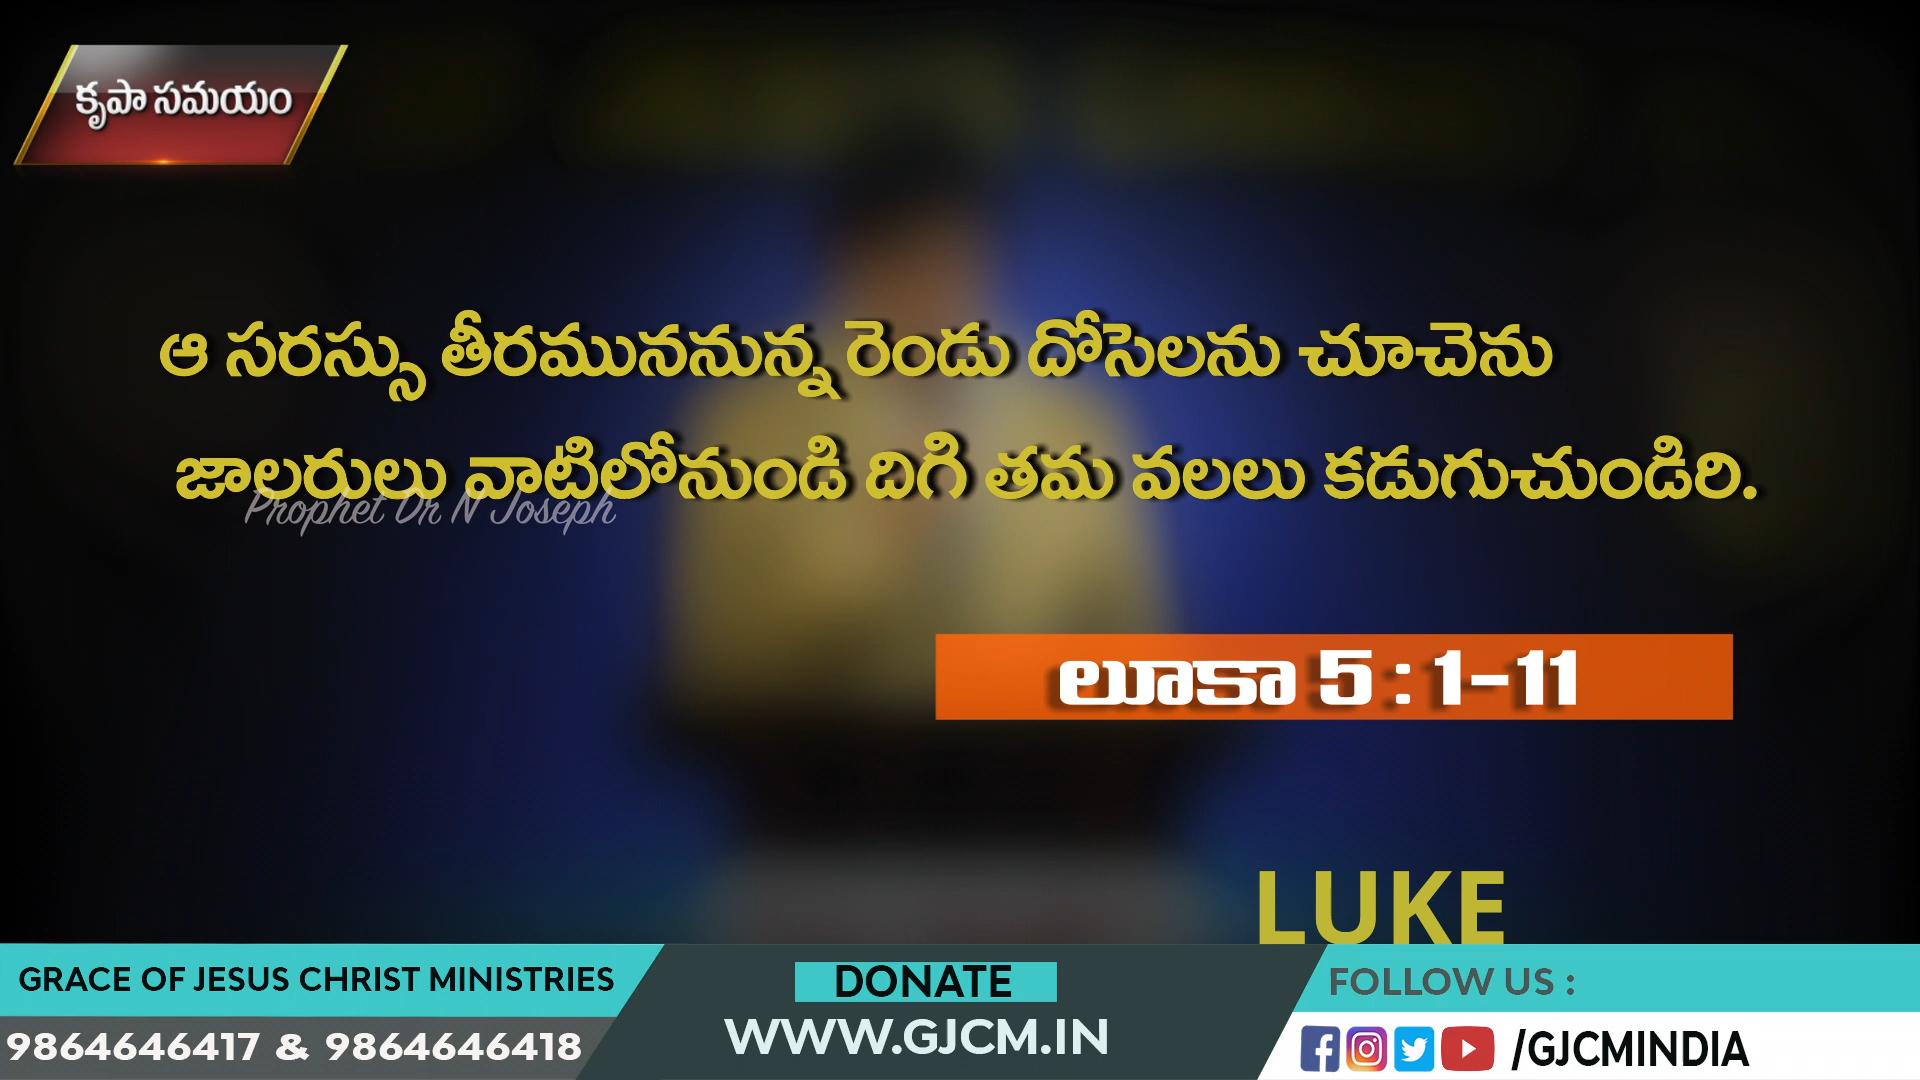 కృపా సమయం
ఆ సరస్సు తీరముననున్న రెండు దోసెలను చూచెను
జాలరులు వాటిలోనుండి దిగి తమ వలలు కడుగుచుండిరి.
Prophet Dr N Joseph
లూకా 5 : 1-11
LUKE
GRACE OF JESUS CHRIST MINISTRIES
9864646417 & 9864646418
DONATE
WWW.GJCM.IN
FOLLOW US :
/GJCMINDIA